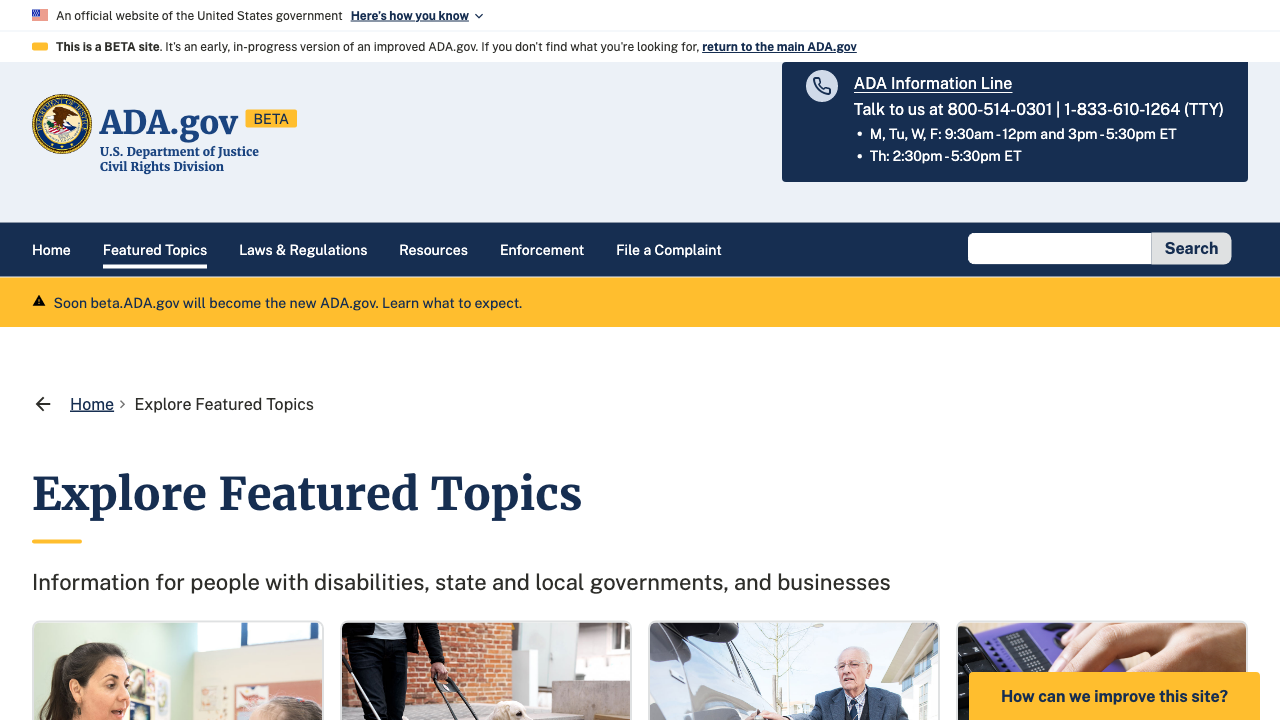 An official website of the United States government Here's how you know
This is a BETA site. It's an early, in-progress version of an improved ADA.gov. If you don't find what you're looking for, return to the main ADA.gov
ADA.gov BETA
U.S. Department of Justice
Civil Rights Division
ADA Information Line
Talk to us at 800-514-0301 | 1-833-610-1264 (TTY)
• M, Tu, W, F: 9:30am - 12pm and 3pm - 5:30pm ET
• Th: 2:30pm - 5:30pm ET
Home Featured Topics Laws & Regulations Resources Enforcement File a Complaint Search
Soon beta.ADA.gov will become the new ADA.gov. Learn what to expect.
Home > Explore Featured Topics
Explore Featured Topics
Information for people with disabilities, state and local governments, and businesses
How can we improve this site?